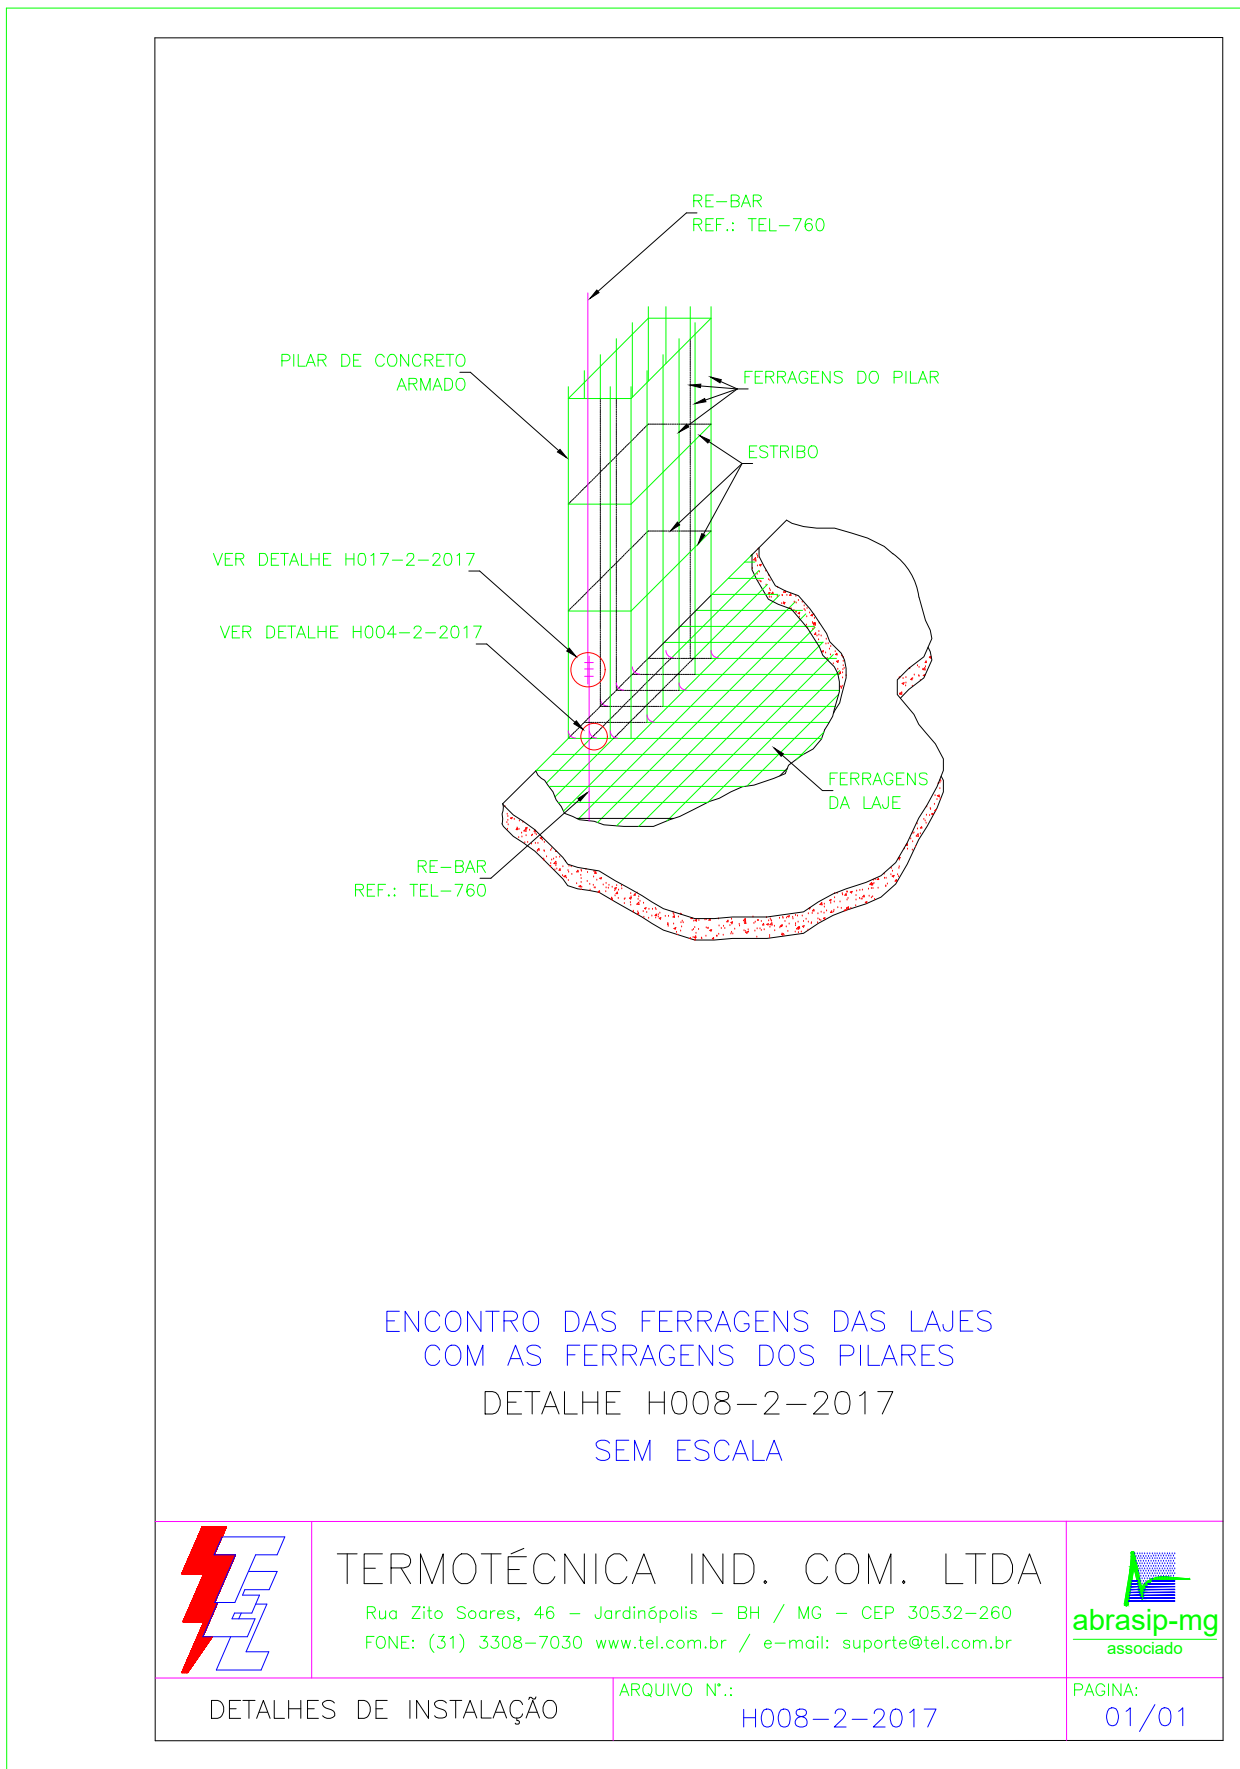 RE-BAR
REF.: TEL-760
PILAR DE CONCRETO
ARMADO
FERRAGENS DO PILAR
ESTRIBO
VER DETALHE H017-2-2017
VER DETALHE H004-2-2017
FERRAGENS
DA LAJE
RE-BAR
REF.: TEL-760
ENCONTRO DAS FERRAGENS DAS LAJES
COM AS FERRAGENS DOS PILARES
DETALHE H008-2-2017
SEM ESCALA
TEL
TERMOTÉCNICA IND. COM. LTDA
Rua Zito Soares, 46 - Jardinópolis - BH / MG - CEP 30532-260
FONE: (31) 3308-7030 www.tel.com.br / e-mail: suporte@tel.com.br
abrasip-mg
associado
DETALHES DE INSTALAÇÃO
ARQUIVO N°.:
H008-2-2017
PAGINA:
01/01